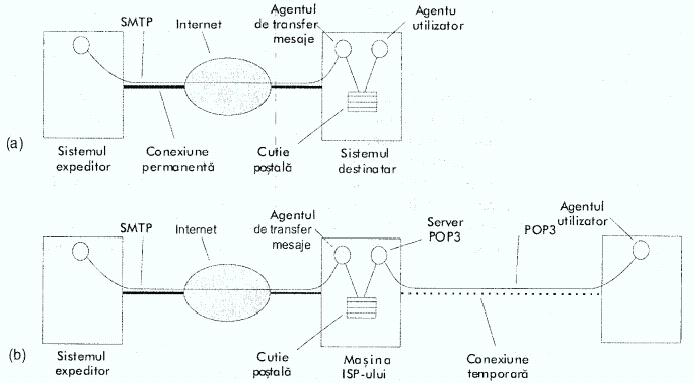 SMTP
Internet
Agentul
de transfer
mesaje
Agentu
utilizator
(a)
Sistemul
expeditor
Conexiune
permanentă
Cutie
poștală
Sistemul
destinatar
SMTP
Internet
Agentul
de transfer
mesaje
Server
POP3
POP3
Agentul
utilizator
(b)
Sistemul
expeditor
Cutie
poștală
Mașina
ISP-ului
Conexiune
temporară